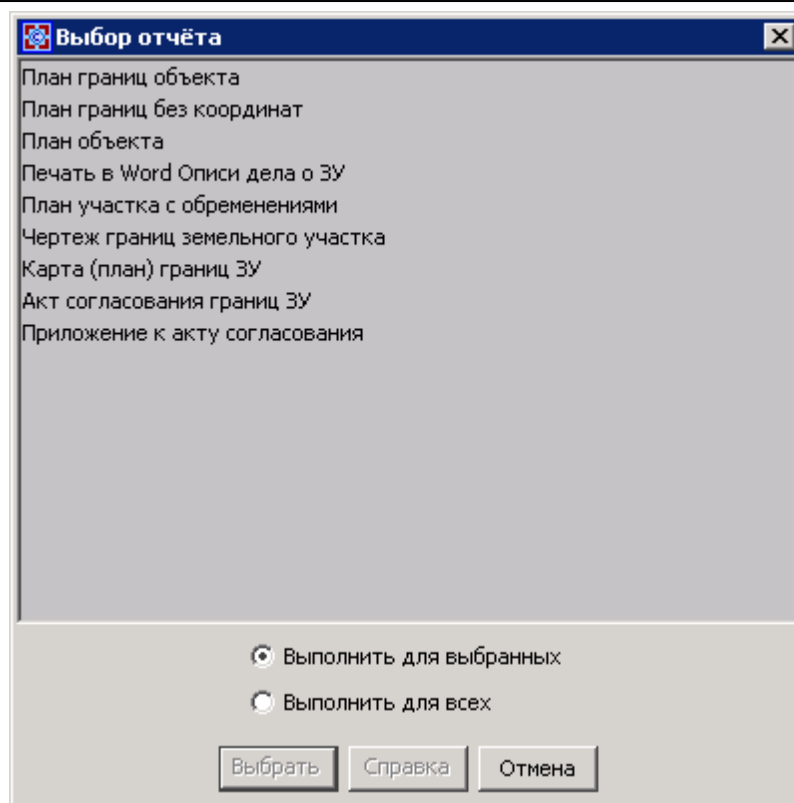 Выбор отчёта
План границ объекта
План границ без координат
План объекта
Печать в Word Описи дела о ЗУ
План участка с обременениями
Чертеж границ земельного участка
Карта (план) границ ЗУ
Акт согласования границ ЗУ
Приложение к акту согласования
Выполнить для выбранных
Выполнить для всех
Выбрать Справка Отмена